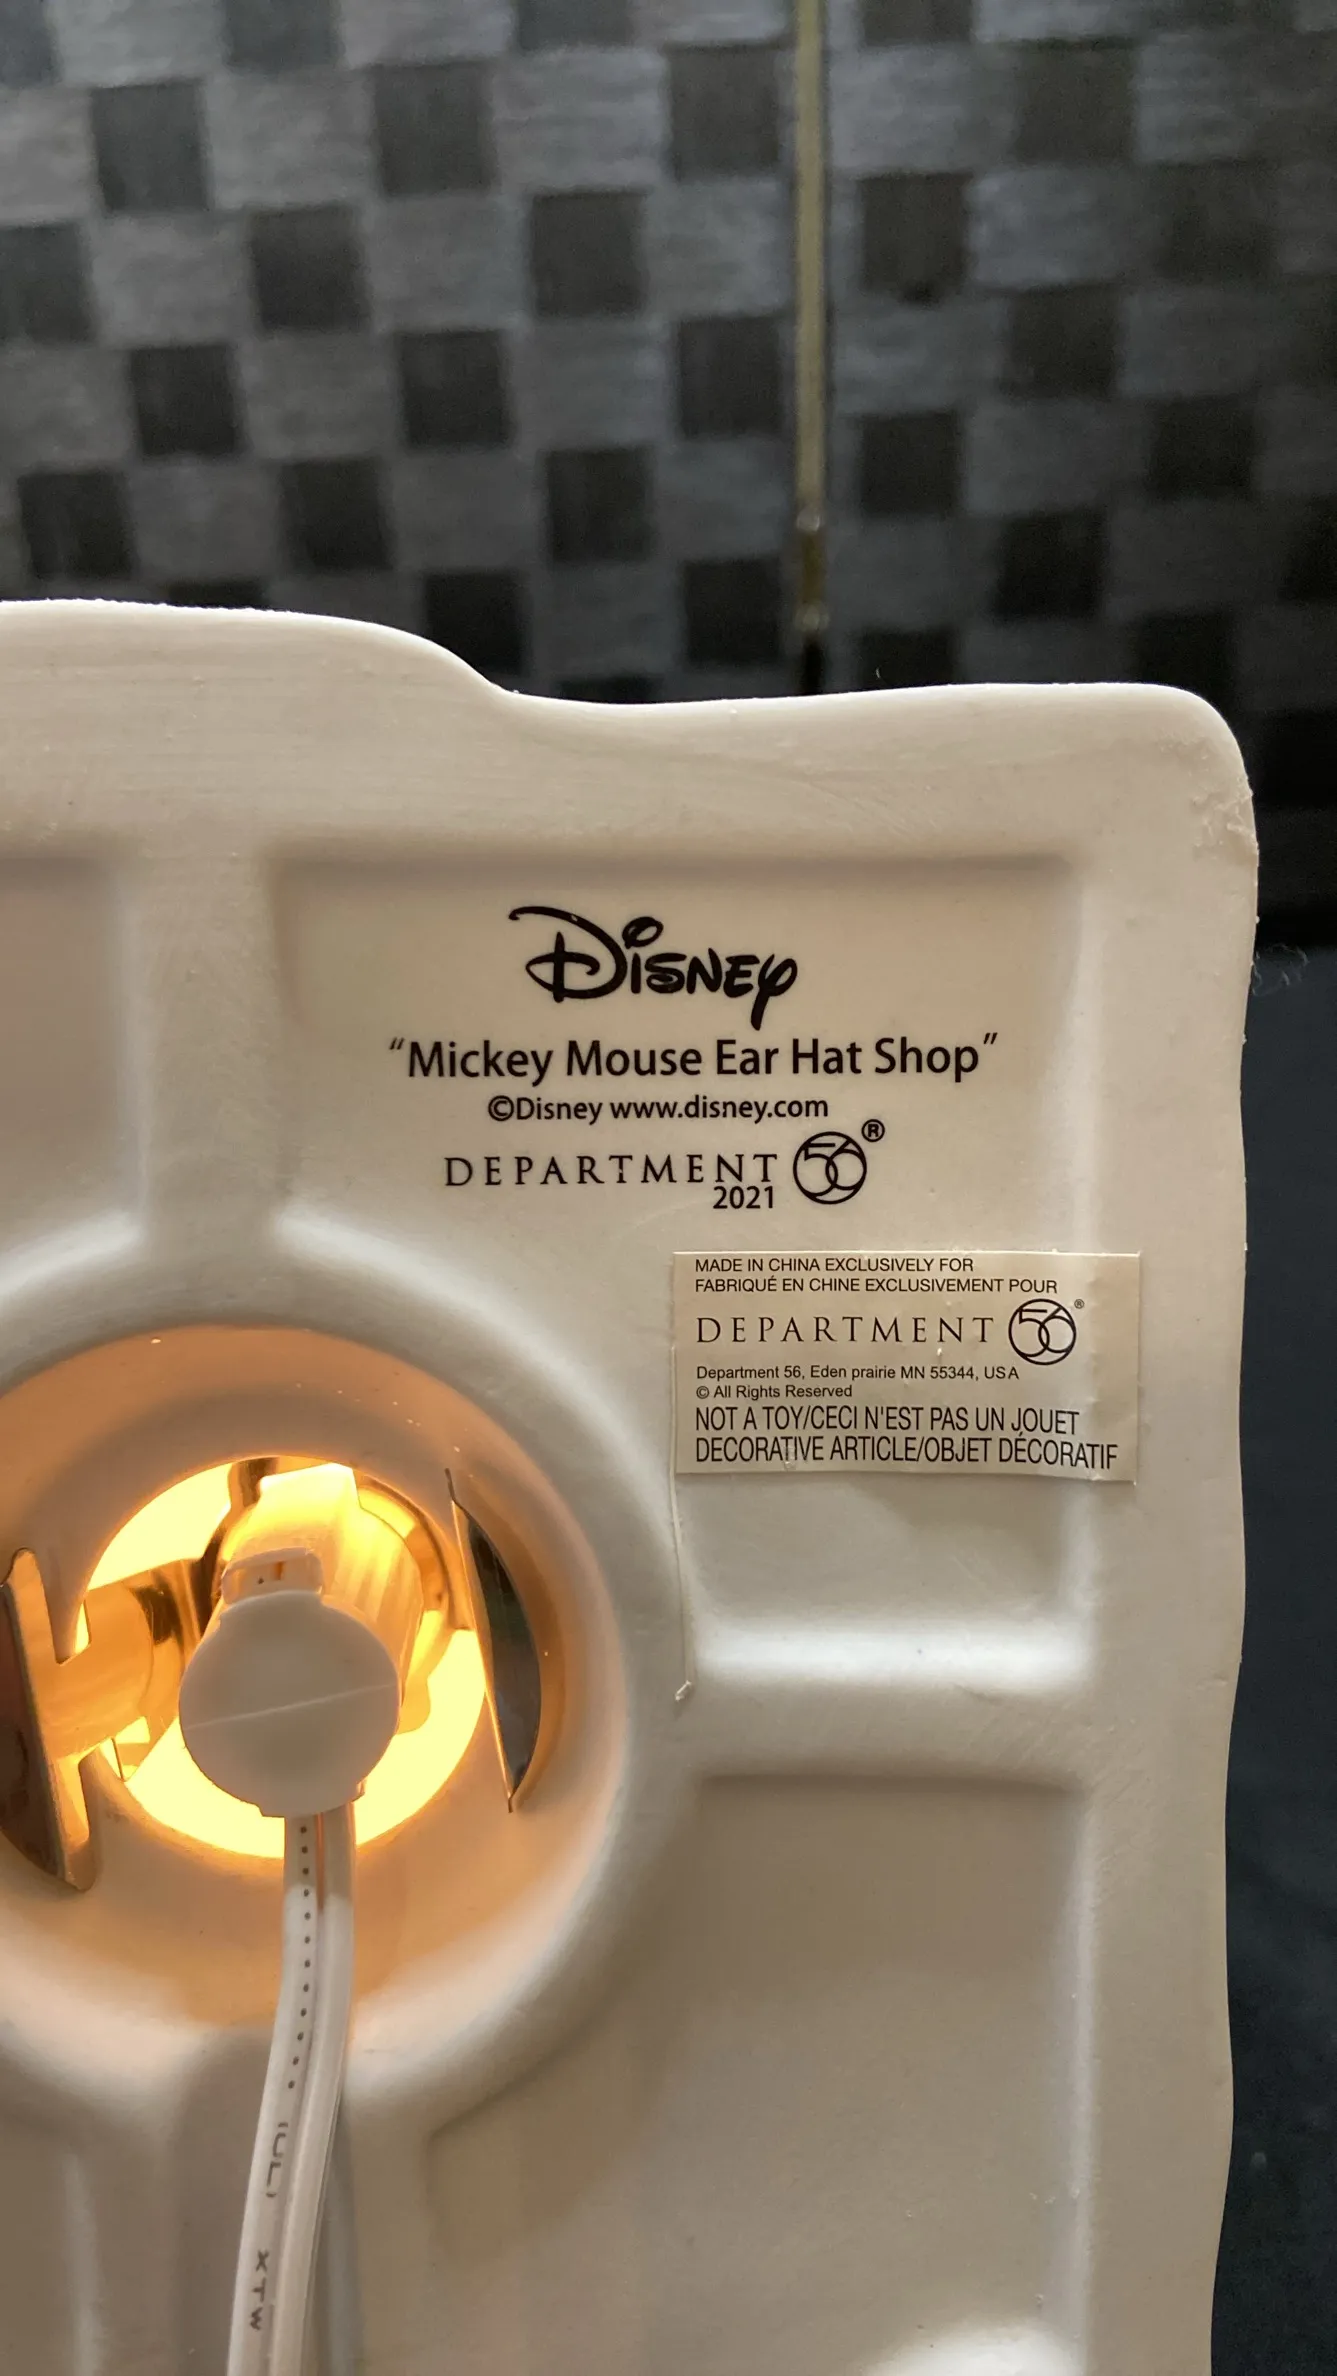 Disney
“Mickey Mouse Ear Hat Shop”
©Disney www.disney.com
DEPARTMENT 56®
2021
MADE IN CHINA EXCLUSIVELY FOR
FABRIQUÉ EN CHINE EXCLUSIVEMENT POUR
DEPARTMENT 56®
Department 56, Eden prairie MN 55344, USA
© All Rights Reserved
NOT A TOY/CECI N'EST PAS UN JOUET
DECORATIVE ARTICLE/OBJET DÉCORATIF
XTW